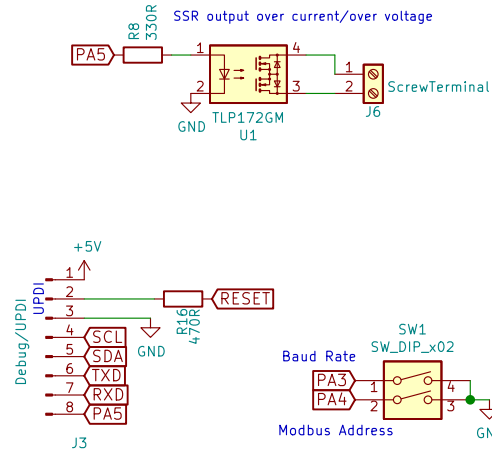 SSR output over current/over voltage
R8
330R
PA5
1
2
4
3
TLP172GM
U1
GND
1
2
ScrewTerminal
J6
+5V
Debug/UPDI
UPDI
1
2
3
4
5
6
7
8
RESET
R16
470R
GND
SCL
SDA
TXD
RXD
PA5
J3
SW1
SW_DIP_x02
Baud Rate
PA3
PA4
1
2
4
3
Modbus Address
GN